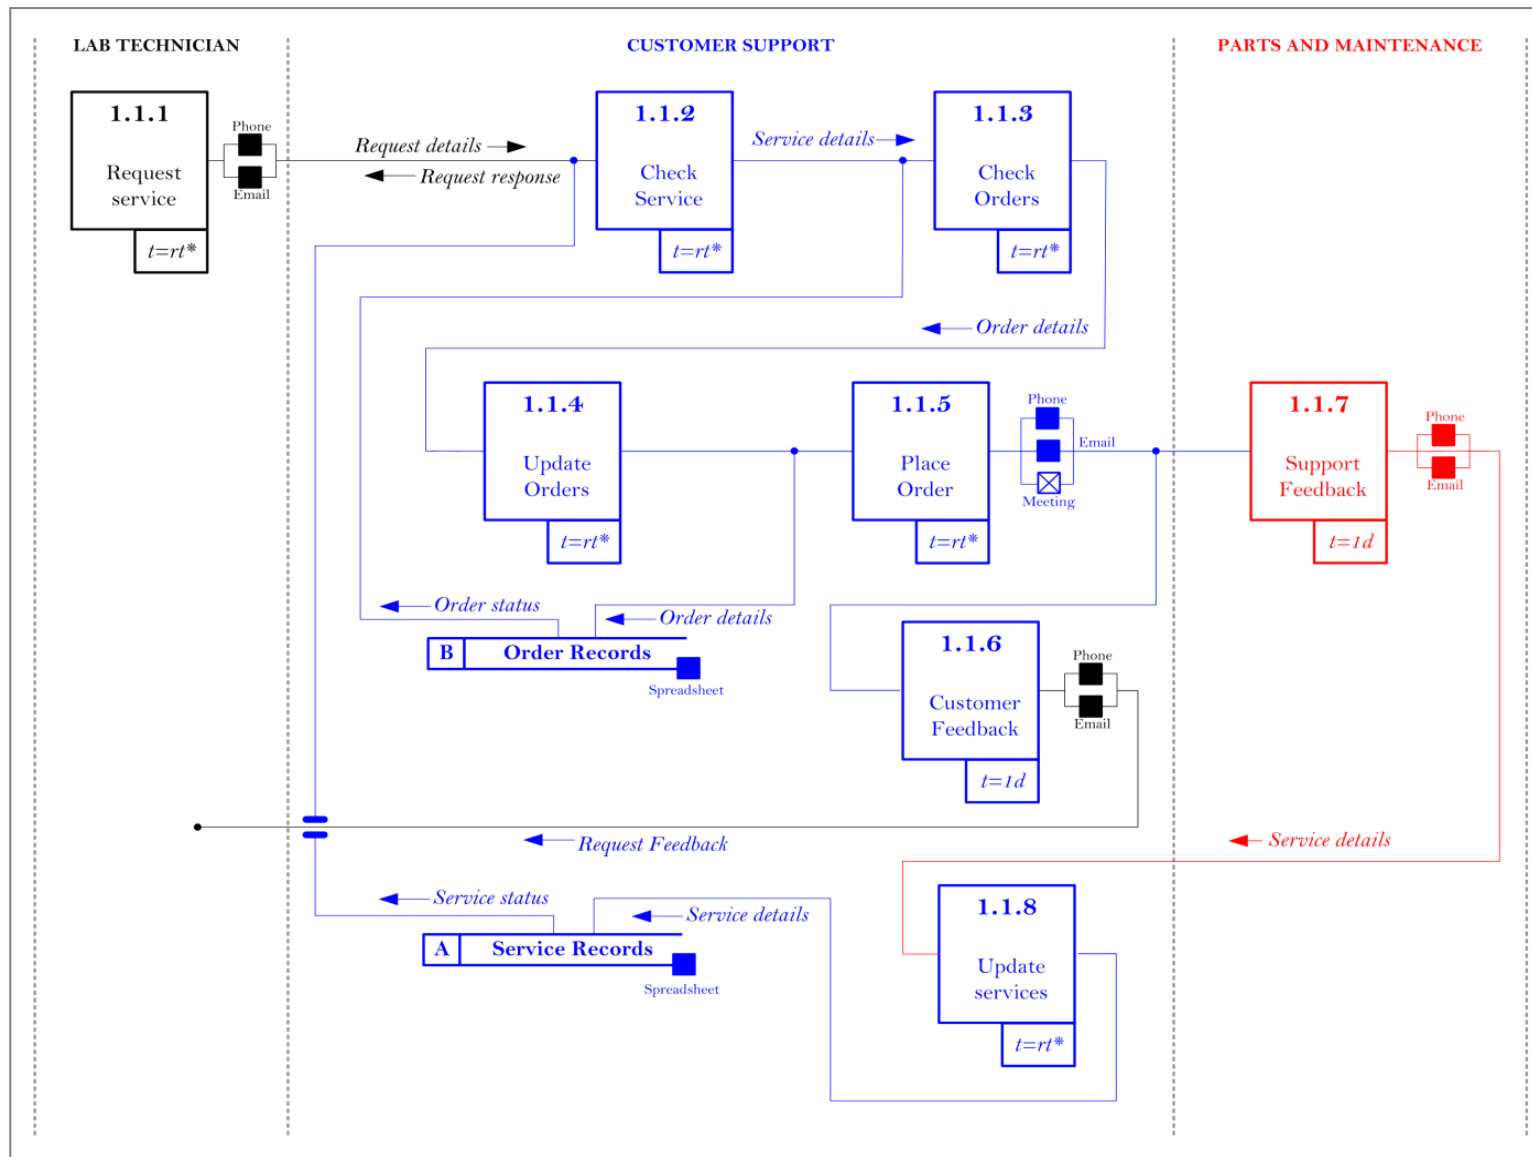 LAB TECHNICIAN
CUSTOMER SUPPORT
PARTS AND MAINTENANCE
1.1.1
Request
service
t=rt*
Phone
Email
Request details
Request response
1.1.2
Check
Service
t=rt*
Service details
1.1.3
Check
Orders
t=rt*
Order details
1.1.4
Update
Orders
t=rt*
1.1.5
Place
Order
t=rt*
Phone
Email
Meeting
1.1.7
Support
Feedback
t=1d
Phone
Email
Order status
Order details
B
Order Records
Spreadsheet
1.1.6
Customer
Feedback
t=1d
Phone
Email
Request Feedback
Service details
Service status
Service details
A
Service Records
Spreadsheet
1.1.8
Update
services
t=rt*